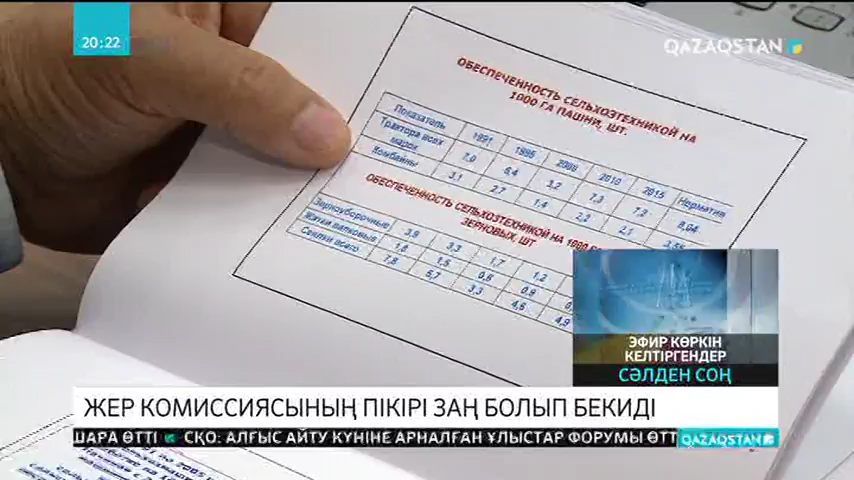 20:22
QAZAQSTAN
ОБЕСПЕЧЕННОСТЬ СЕЛЬХОЗТЕХНИКОЙ НА
1000 ГА ПАШНИ, ШТ.
Показатель 1991 1995 2000 2010 2015 Норматив
Трактора всех марок 7,0 6,4 3,2 7,3 7,2 8,04
Комбайны 3,1 2,7 1,4 2,2 2,1
ОБЕСПЕЧЕННОСТЬ СЕЛЬХОЗТЕХНИКОЙ НА 1000
ЗЕРНОВЫХ, ШТ
Зерноуборочные 3,9 3,3 1,7 1,2
Жатки валковые 1,6 1,5 0,6 0,9
Сеялки всего 7,8 5,7 3,3 4,6 4,9
ЭФИР КӨРКІН
КЕЛТІРГЕНДЕР
СӘЛДЕН СОҢ
ЖЕР КОМИССИЯСЫНЫҢ ПІКІРІ ЗАҢ БОЛЫП БЕКИДІ
ШАРА ӨТТІ СҚО: АЛҒЫС АЙТУ КҮНІНЕ АРНАЛҒАН ҰЛЫСТАР ФОРУМЫ ӨТТ QAZAQSTAN